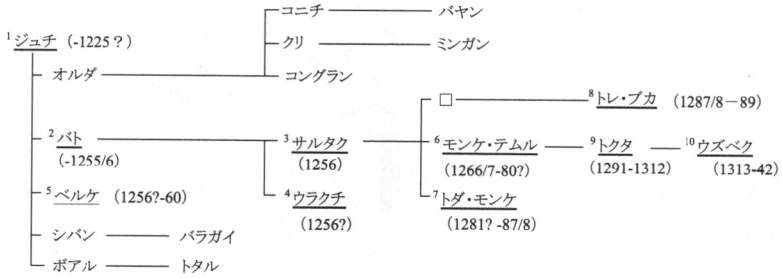 コニチ バヤン
1ジュチ (-1225?)
クリ ミンガン
オルダ コングラン
8トレ・ブカ (1287/8-89)
2バト 3サルタク 6モンケ・テムル 9トクタ 10ウズベク
(-1255/6) (1256) (1266/7-80?) (1291-1312) (1313-42)
5ベルケ (1256?-60) 4ウラクチ 7トダ・モンケ
(1256?) (1281? -87/8)
シバン バラガイ
ボアル トタル